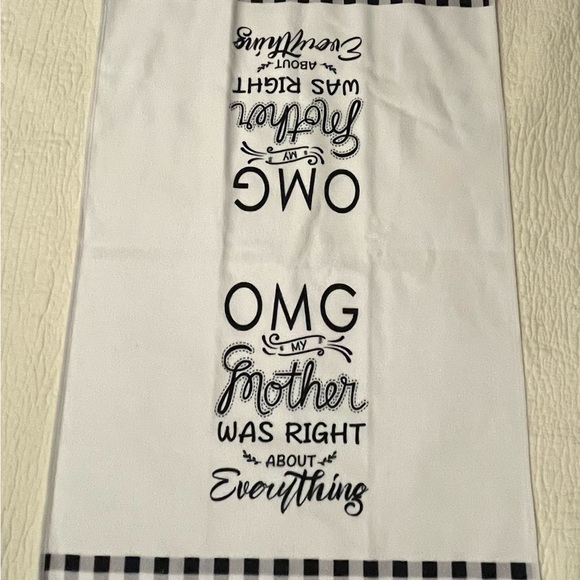 Everything
ABOUT
WAS RIGHT
Mother
MY
OMG
OMG
MY
Mother
WAS RIGHT
ABOUT
Everything